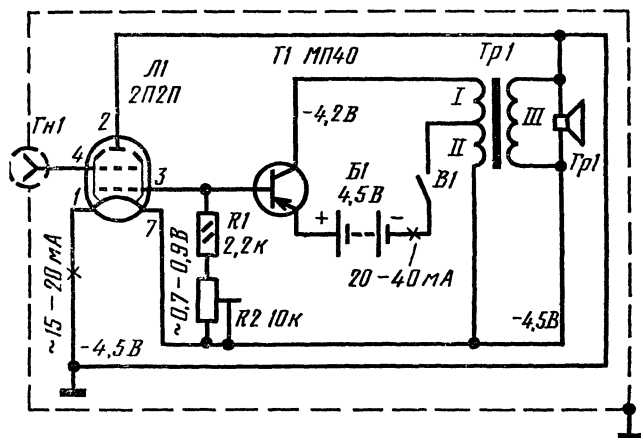 Л1
2П2П
Т1 МП40
Тр1
Гн1
2
4
3
1
7
-4,2В
I
II
III
Гр1
Б1
4,5В
+
-
В1
R1
2,2к
20-40мА
~0,7-0,9В
R2 10к
~15-20мА
-4,5В
-4,5В